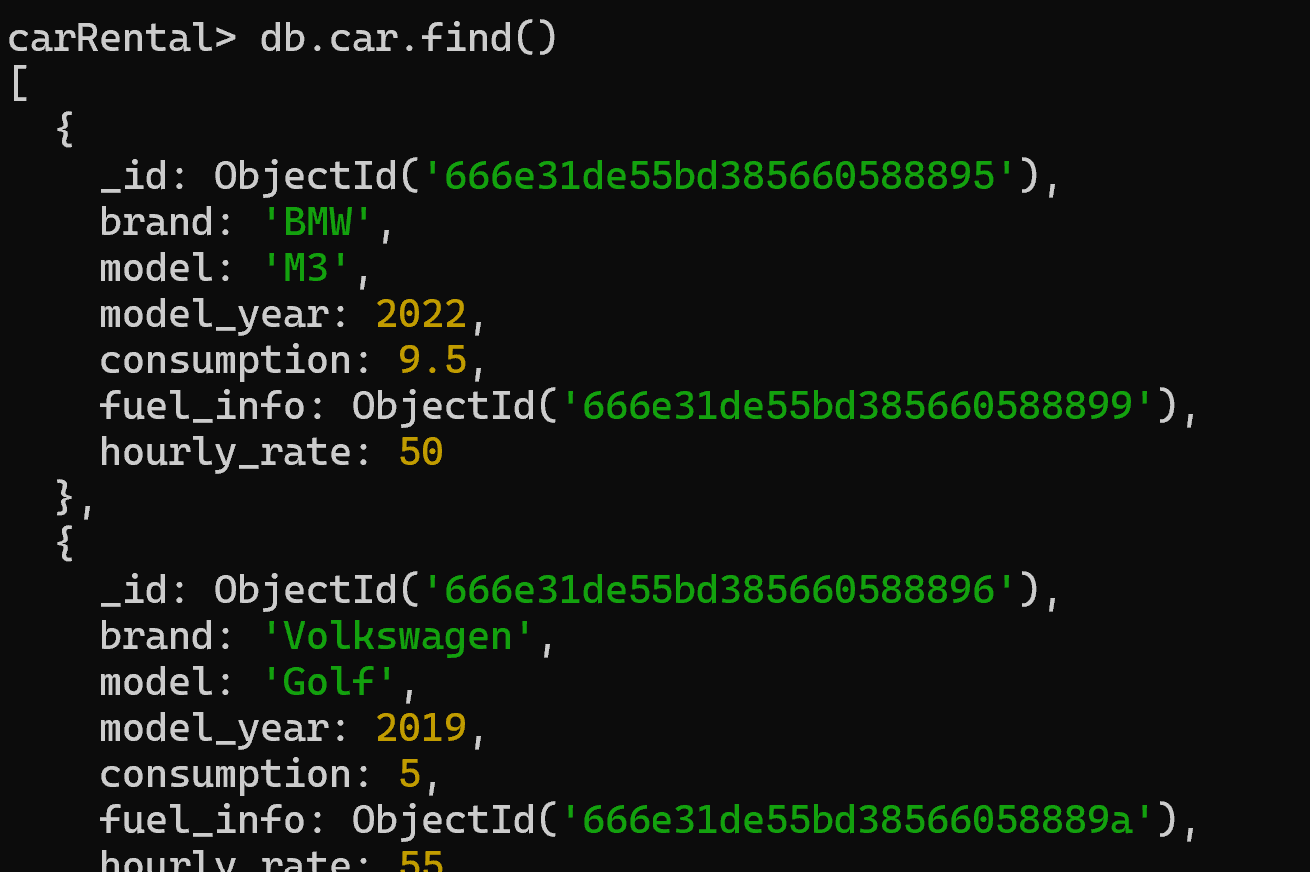 carRental> db.car.find()
[
  {
    _id: ObjectId('666e31de55bd385660588895'),
    brand: 'BMW',
    model: 'M3',
    model_year: 2022,
    consumption: 9.5,
    fuel_info: ObjectId('666e31de55bd385660588899'),
    hourly_rate: 50
  },
  {
    _id: ObjectId('666e31de55bd385660588896'),
    brand: 'Volkswagen',
    model: 'Golf',
    model_year: 2019,
    consumption: 5,
    fuel_info: ObjectId('666e31de55bd38566058889a'),
    hourly_rate: 55